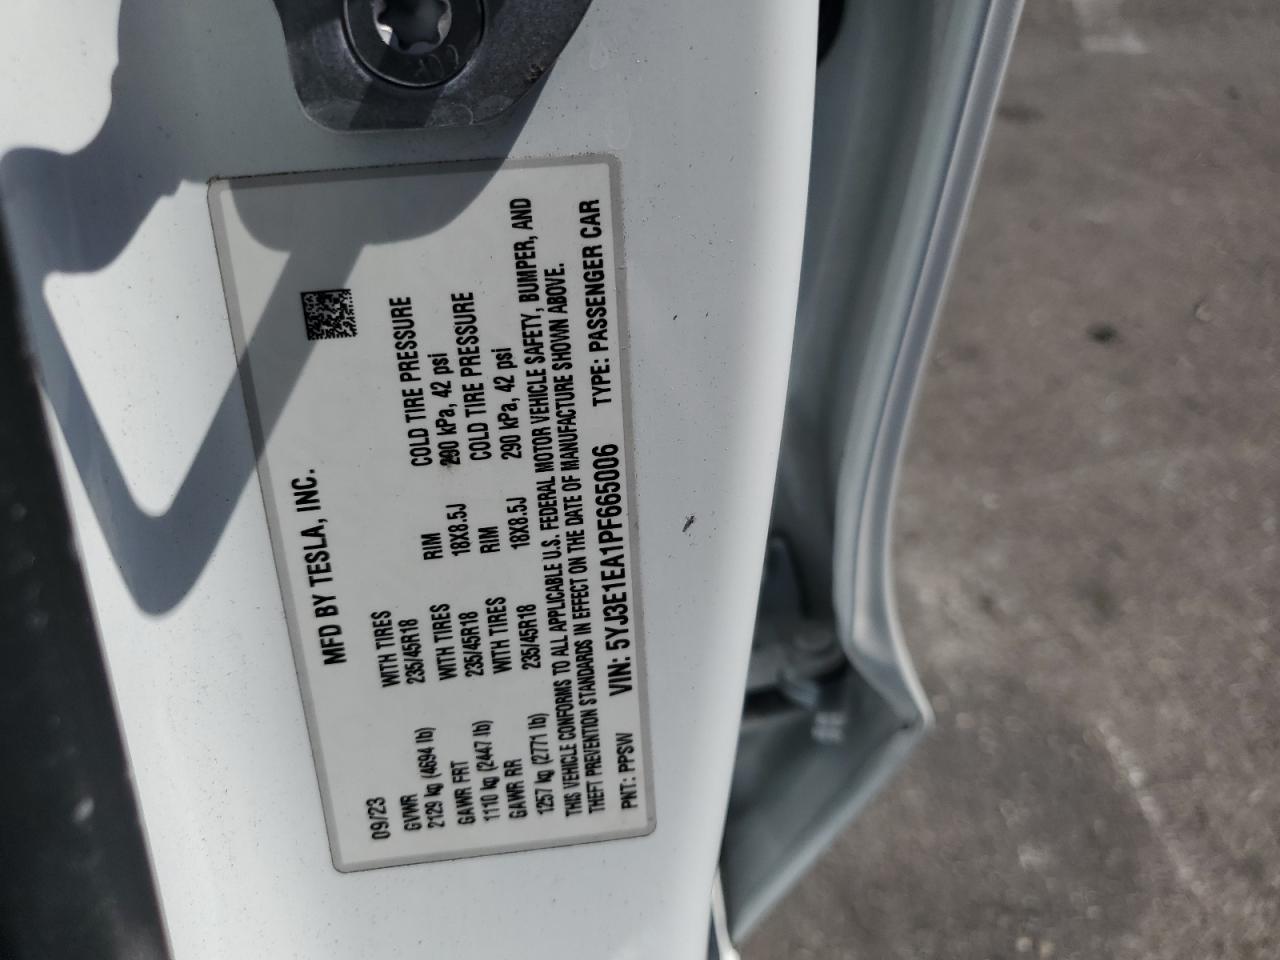 MFD BY TESLA, INC.
09/23
GVWR WITH TIRES RIM COLD TIRE PRESSURE
2129 kg (4694 lb) 235/45R18 18X8.5J 290 kPa, 42 psi
GAWR FRT WITH TIRES RIM COLD TIRE PRESSURE
1110 kg (2447 lb) 235/45R18 18X8.5J 290 kPa, 42 psi
GAWR RR WITH TIRES
1257 kg (2771 lb) 235/45R18
THIS VEHICLE CONFORMS TO ALL APPLICABLE U.S. FEDERAL MOTOR VEHICLE SAFETY, BUMPER, AND
THEFT PREVENTION STANDARDS IN EFFECT ON THE DATE OF MANUFACTURE SHOWN ABOVE.
PNT: PPSW VIN: 5YJ3E1EA1PF665006 TYPE: PASSENGER CAR